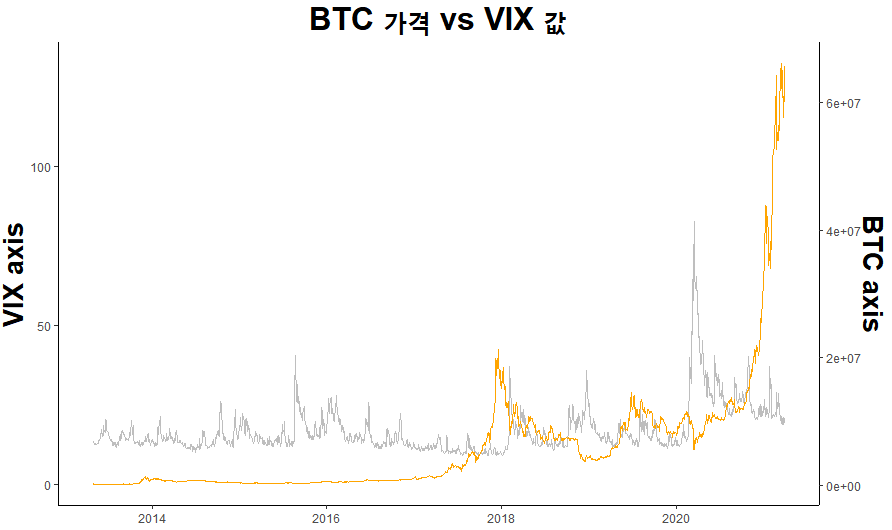 BTC 가격 vs VIX 값
VIX axis
100
50
0
6e+07
4e+07
2e+07
0e+00
BTC axis
2014
2016
2018
2020